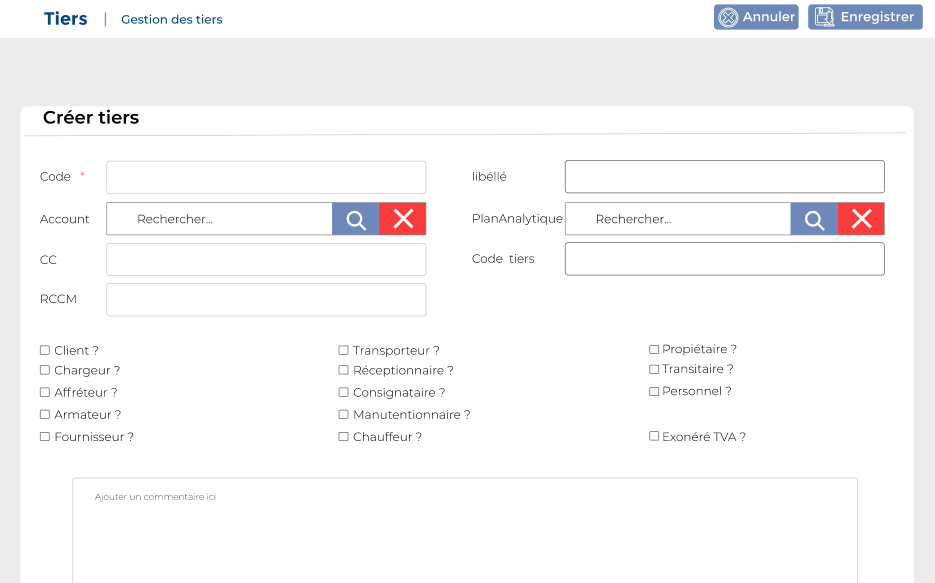 Tiers | Gestion des tiers Annuler Enregistrer
Créer tiers
Code * libéllé
Account Rechercher... PlanAnalytique Rechercher...
CC Code tiers
RCCM
Client ? Transporteur ? Propiétaire ?
Chargeur ? Réceptionnaire ? Transitaire ?
Affréteur ? Consignataire ? Personnel ?
Armateur ? Manutentionnaire ?
Fournisseur ? Chauffeur ? Exonéré TVA ?
Ajouter un commentaire ici